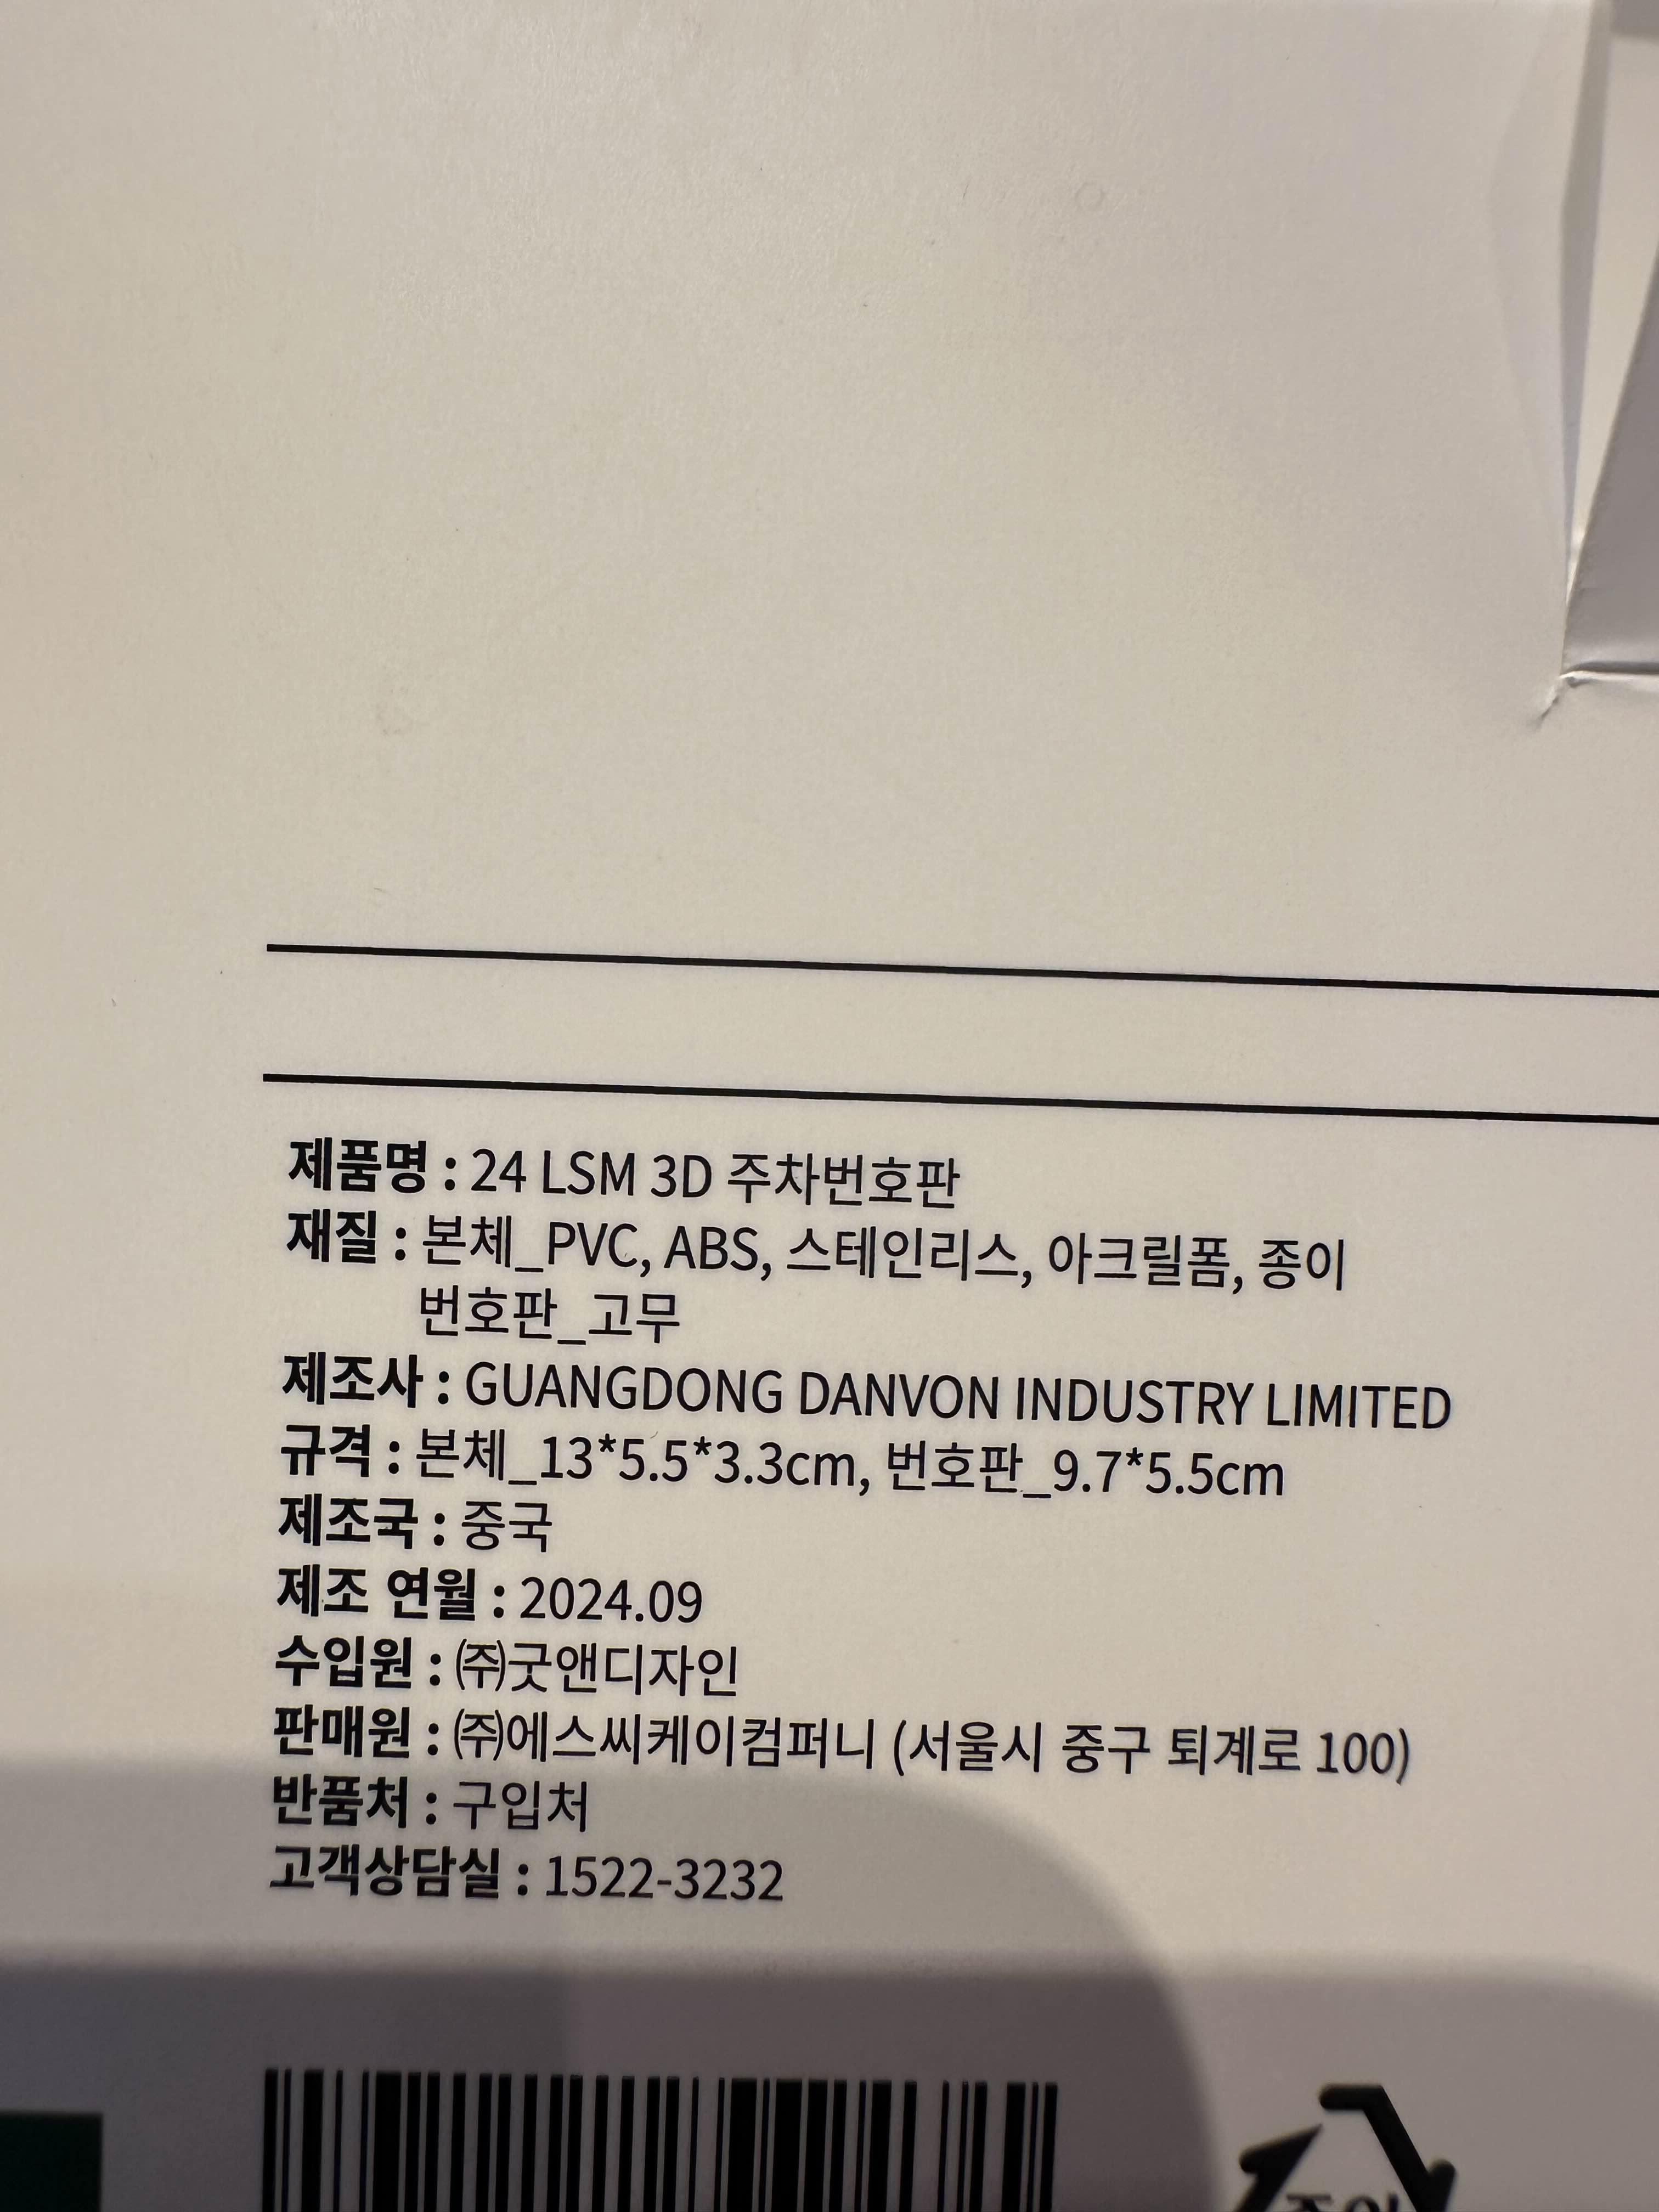 제품명 : 24 LSM 3D 주차번호판
재질 : 본체_PVC, ABS, 스테인리스, 아크릴폼, 종이
번호판_고무
제조사 : GUANGDONG DANVON INDUSTRY LIMITED
규격 : 본체_13*5.5*3.3cm, 번호판_9.7*5.5cm
제조국 : 중국
제조 연월 : 2024.09
수입원 : ㈜굿앤디자인
판매원 : ㈜에스씨케이컴퍼니 (서울시 중구 퇴계로 100)
반품처 : 구입처
고객상담실 : 1522-3232